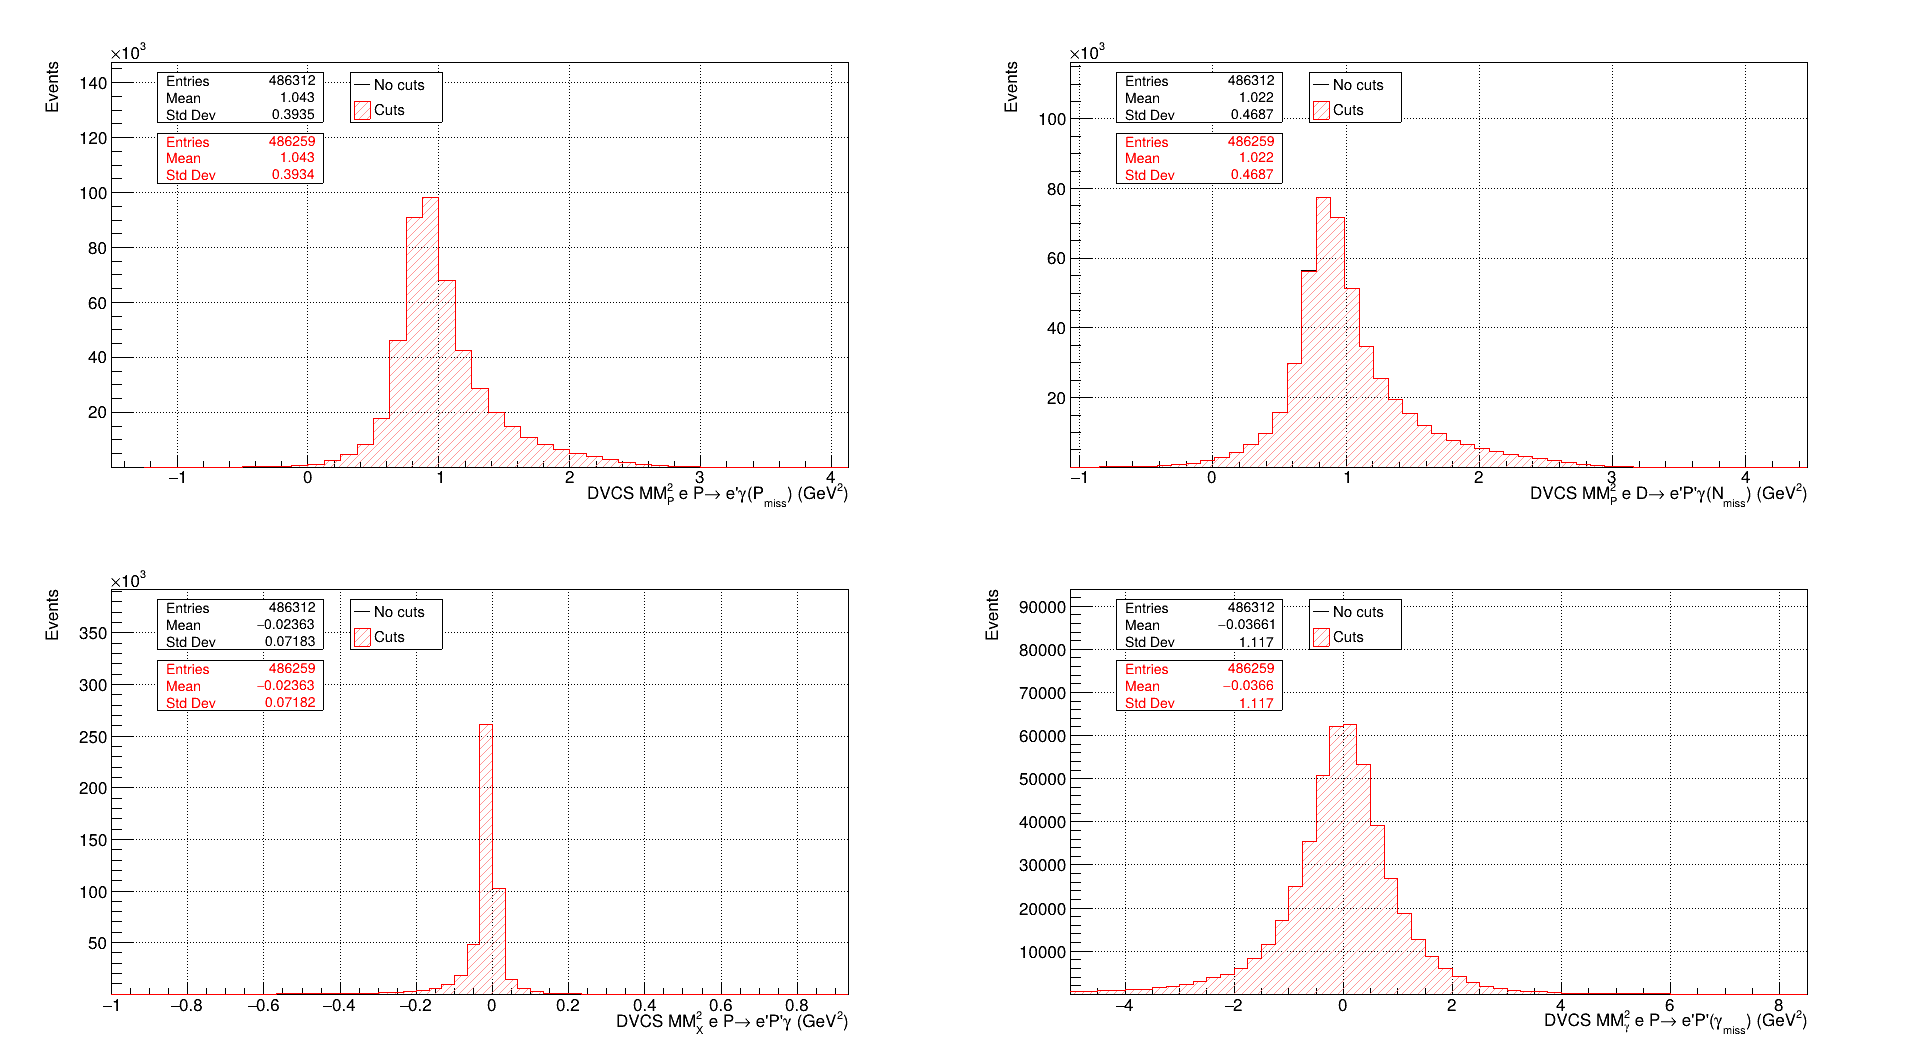 ×10³
Events
140
120
100
80
60
40
20
Entries 486312
Mean 1.043
Std Dev 0.3935
Entries 486259
Mean 1.043
Std Dev 0.3934
No cuts
Cuts
−1 0 1 2 3 4
DVCS MM²_P e P→ e'γ(P_miss) (GeV²)
×10³
Events
100
80
60
40
20
Entries 486312
Mean 1.022
Std Dev 0.4687
Entries 486259
Mean 1.022
Std Dev 0.4687
No cuts
Cuts
−1 0 1 2 3 4
DVCS MM²_P e D→ e'P'γ(N_miss) (GeV²)
×10³
Events
350
300
250
200
150
100
50
Entries 486312
Mean −0.02363
Std Dev 0.07183
Entries 486259
Mean −0.02363
Std Dev 0.07182
No cuts
Cuts
−1 −0.8 −0.6 −0.4 −0.2 0 0.2 0.4 0.6 0.8
DVCS MM²_X e P→ e'P'γ (GeV²)
Events
90000
80000
70000
60000
50000
40000
30000
20000
10000
Entries 486312
Mean −0.03661
Std Dev 1.117
Entries 486259
Mean −0.0366
Std Dev 1.117
No cuts
Cuts
−4 −2 0 2 4 6 8
DVCS MM²_γ e P→ e'P'(γ_miss) (GeV²)